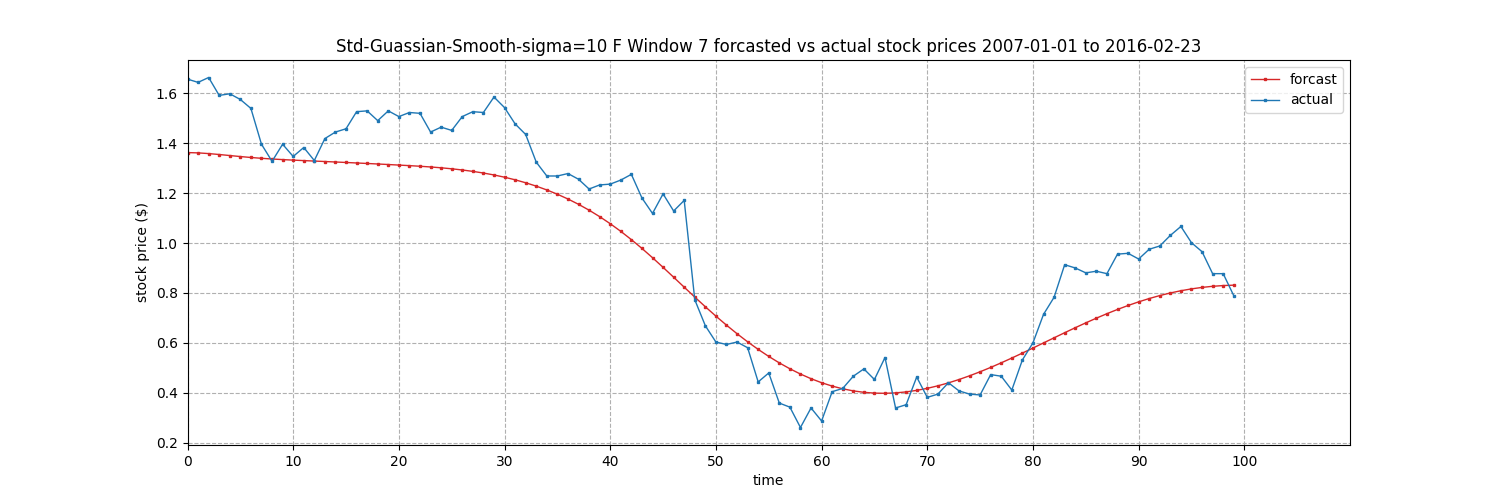 Std-Guassian-Smooth-sigma=10 F Window 7 forcasted vs actual stock prices 2007-01-01 to 2016-02-23
forcast
actual
stock price ($)
1.6
1.4
1.2
1.0
0.8
0.6
0.4
0.2
0 10 20 30 40 50 60 70 80 90 100
time